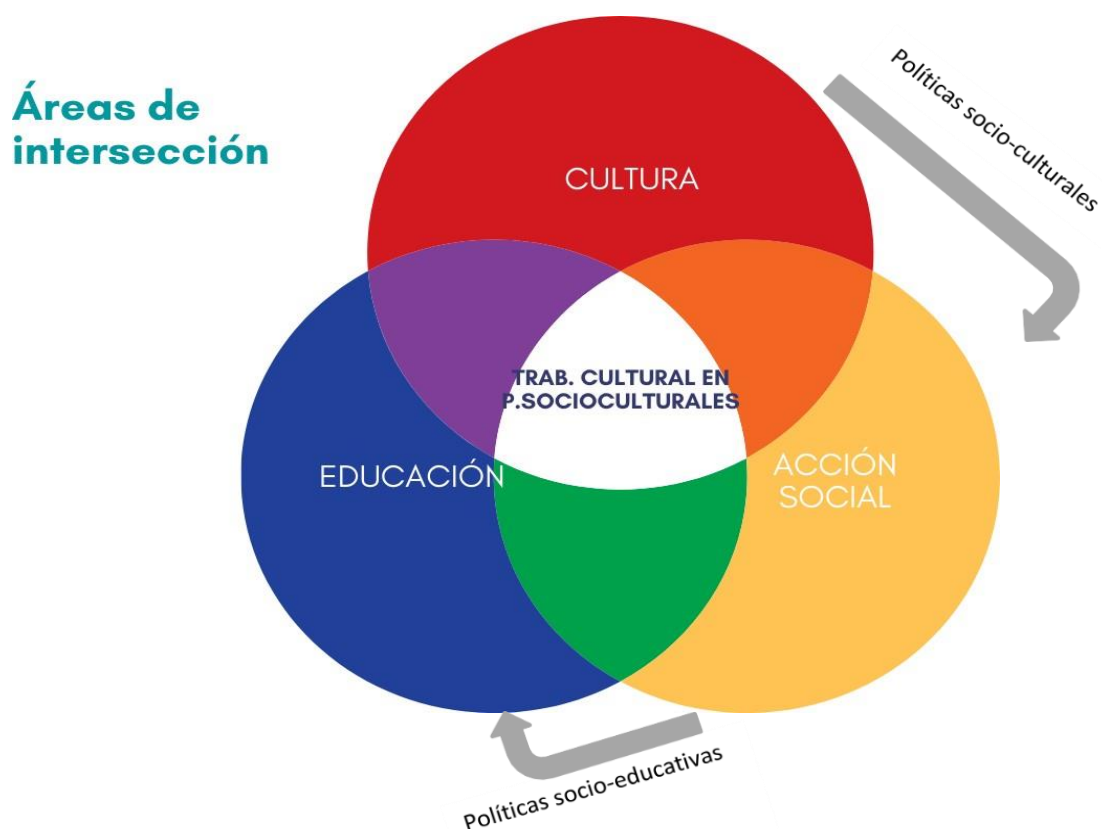 Áreas de
intersección
Políticas socio-culturales
CULTURA
TRAB. CULTURAL EN
P.SOCIOCULTURALES
EDUCACIÓN
ACCIÓN
SOCIAL
Políticas socio-educativas